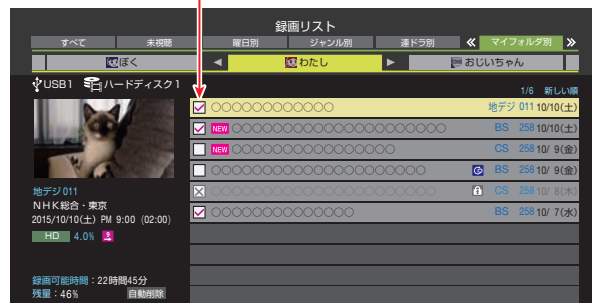 録画リスト
すべて 未視聴 曜日別 ジャンル別 連ドラ別 《 マイフォルダ別 》
ぼく ◀ わたし ▶ おじいちゃん
USB1 ハードディスク1
1/6 新しい順
○○○○○○○○○○○○ 地デジ 011 10/10(土)
NEW ○○○○○○○○○○○○○○○○○○○○ BS 258 10/10(土)
NEW ○○○○○○○○○○○○○○○ CS 258 10/ 9(金)
○○○○○○○○○○○○○○○○○○○○ BS 258 10/ 9(金)
○○○○○○○○○○○○○○○○○○○○○ CS 258 10/ 8(木)
○○○○○○○○○○○○○ BS 258 10/ 7(水)
地デジ 011
NHK総合・東京
2015/10/10(土) PM 9:00 (02:00)
HD 4.0%
録画可能時間：22時間45分
残量：46% 自動削除